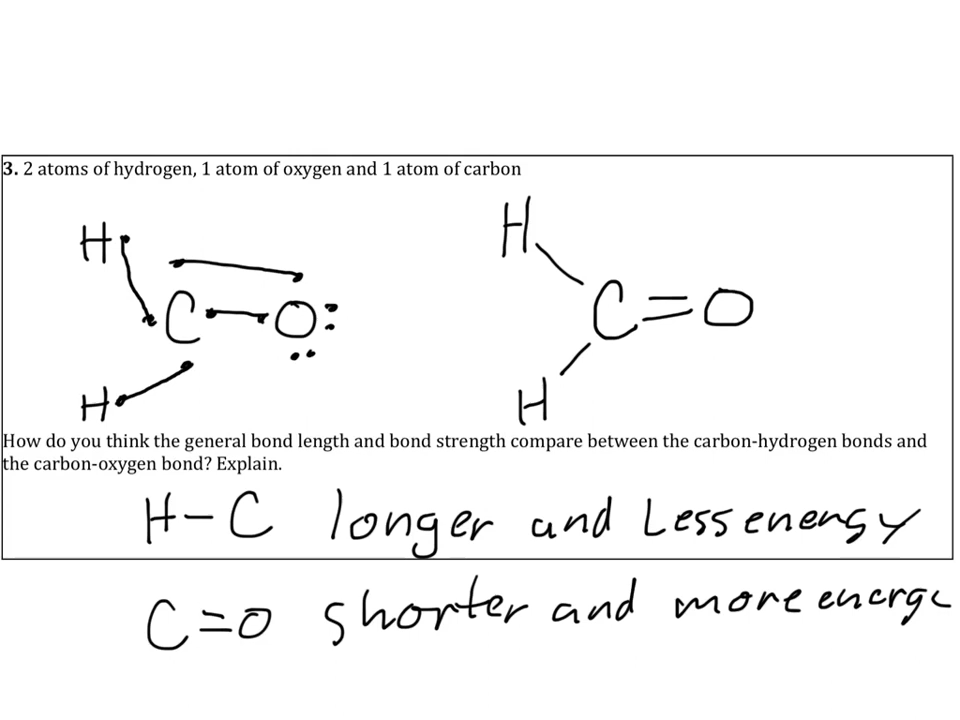 3. 2 atoms of hydrogen, 1 atom of oxygen and 1 atom of carbon
H
H
C O:
C=O
H
H
How do you think the general bond length and bond strength compare between the carbon-hydrogen bonds and
the carbon-oxygen bond? Explain.
H-C longer and Less energy
C=O shorter and more energy